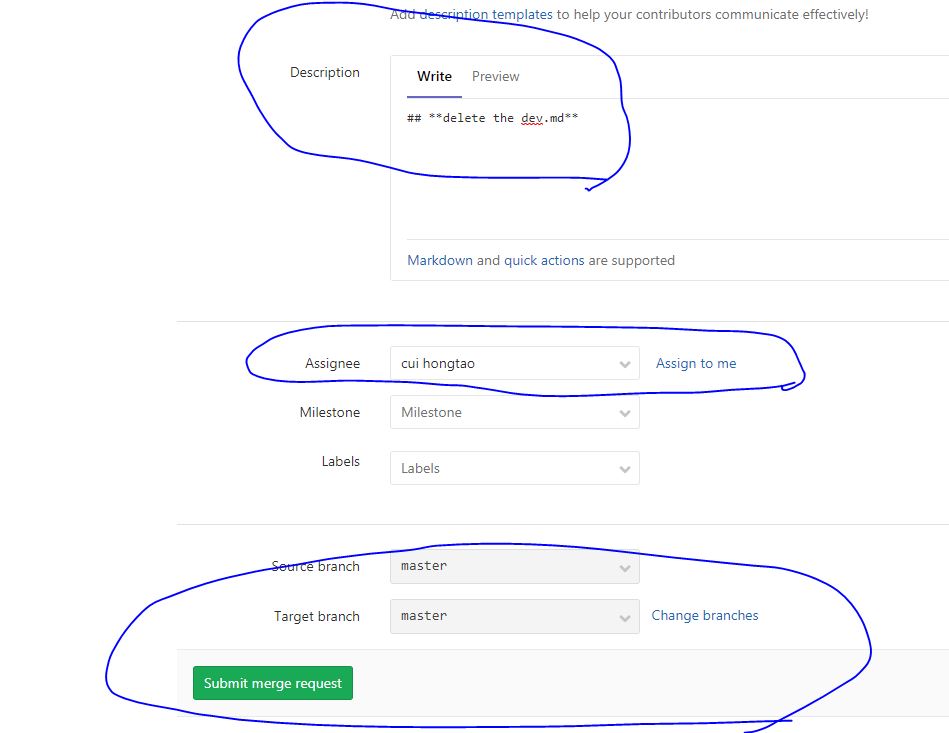 Add description templates to help your contributors communicate effectively!
Description
Write Preview
## **delete the dev.md**
Markdown and quick actions are supported
Assignee cui hongtao Assign to me
Milestone Milestone
Labels Labels
Source branch master
Target branch master Change branches
Submit merge request